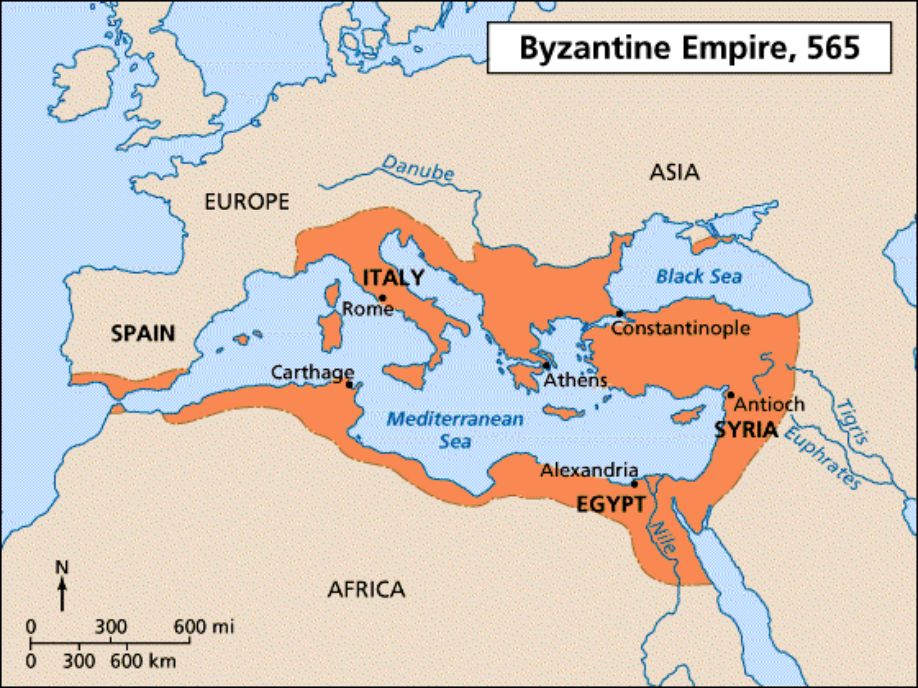 Byzantine Empire, 565
Danube
ASIA
EUROPE
Black Sea
ITALY
Rome
SPAIN
Constantinople
Carthage
Athens
Antioch
Mediterranean
Sea
SYRIA
Tigris
Euphrates
Alexandria
EGYPT
Nile
AFRICA
N
0 300 600 mi
0 300 600 km